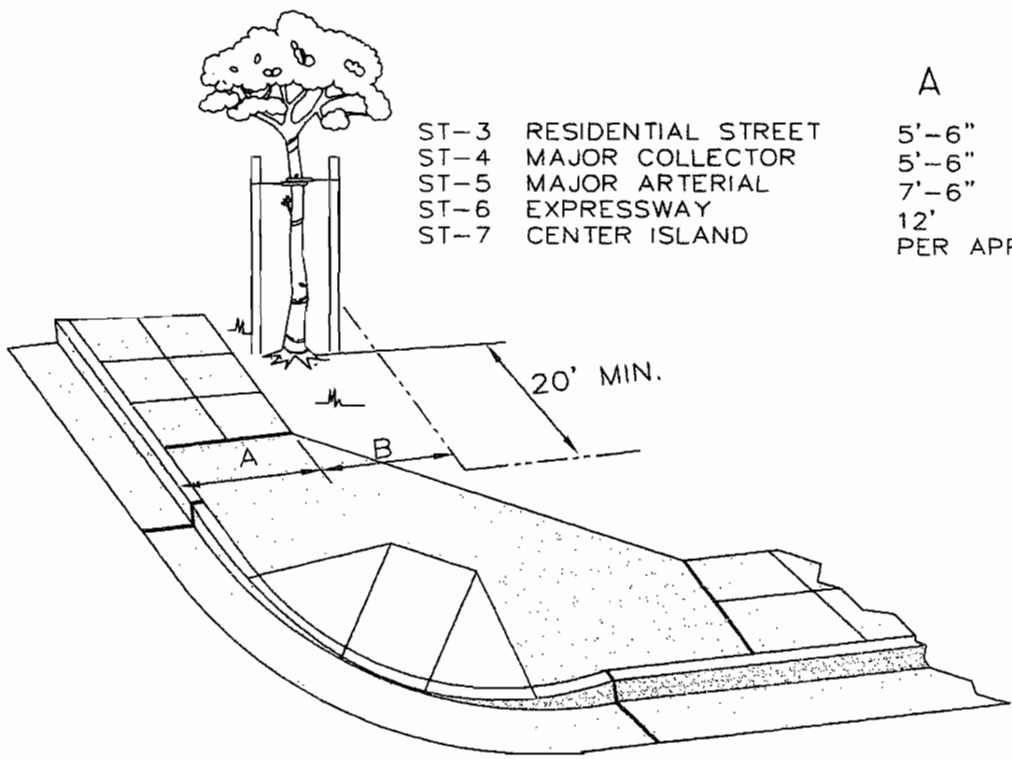 A
ST-3 RESIDENTIAL STREET 5'-6"
ST-4 MAJOR COLLECTOR 5'-6"
ST-5 MAJOR ARTERIAL 7'-6"
ST-6 EXPRESSWAY 12'
ST-7 CENTER ISLAND PER
20' MIN.
A B